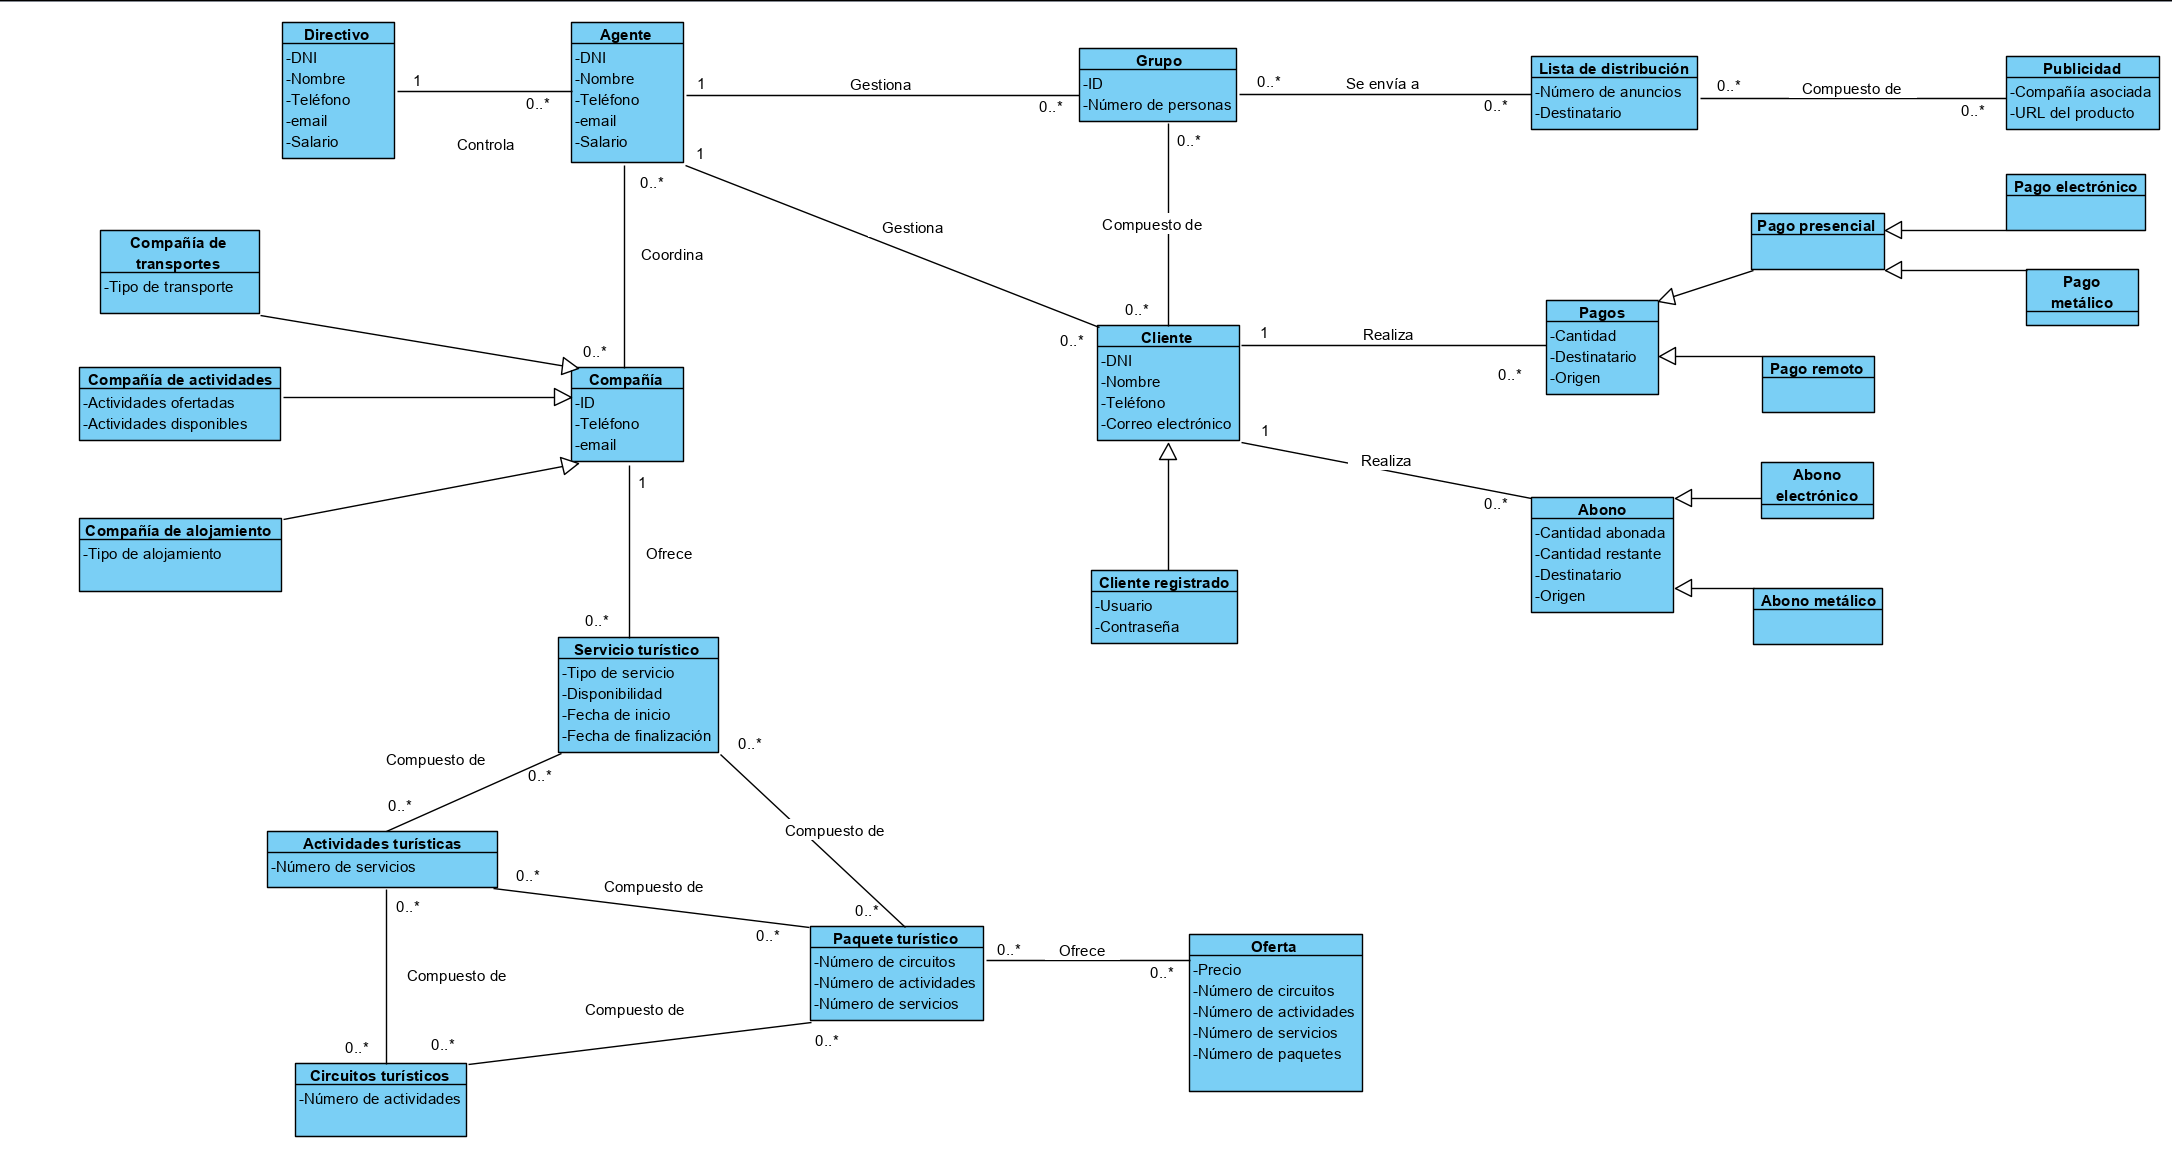 Directivo
-DNI
-Nombre
-Teléfono
-email
-Salario
1
0..*
Controla
Agente
-DNI
-Nombre
-Teléfono
-email
-Salario
1
Gestiona
0..*
Grupo
-ID
-Número de personas
0..*
Se envía a
0..*
Lista de distribución
-Número de anuncios
-Destinatario
0..*
Compuesto de
0..*
Publicidad
-Compañía asociada
-URL del producto
0..*
Coordina
0..*
1
Gestiona
0..*
0..*
Compuesto de
0..*
Pago electrónico
Pago presencial
Pago
metálico
Compañía de
transportes
-Tipo de transporte
Compañía de actividades
-Actividades ofertadas
-Actividades disponibles
Compañía de alojamiento
-Tipo de alojamiento
Compañía
-ID
-Teléfono
-email
Cliente
-DNI
-Nombre
-Teléfono
-Correo electrónico
1
Realiza
0..*
Pagos
-Cantidad
-Destinatario
-Origen
Pago remoto
1
Realiza
0..*
Abono
-Cantidad abonada
-Cantidad restante
-Destinatario
-Origen
Abono
electrónico
Abono metálico
Cliente registrado
-Usuario
-Contraseña
1
Ofrece
0..*
Servicio turístico
-Tipo de servicio
-Disponibilidad
-Fecha de inicio
-Fecha de finalización
Compuesto de
0..*
0..*
0..*
Compuesto de
0..*
Actividades turísticas
-Número de servicios
0..*
Compuesto de
0..*
0..*
Compuesto de
0..*
Paquete turístico
-Número de circuitos
-Número de actividades
-Número de servicios
0..*
Ofrece
0..*
Oferta
-Precio
-Número de circuitos
-Número de actividades
-Número de servicios
-Número de paquetes
0..*
Compuesto de
0..*
Circuitos turísticos
-Número de actividades